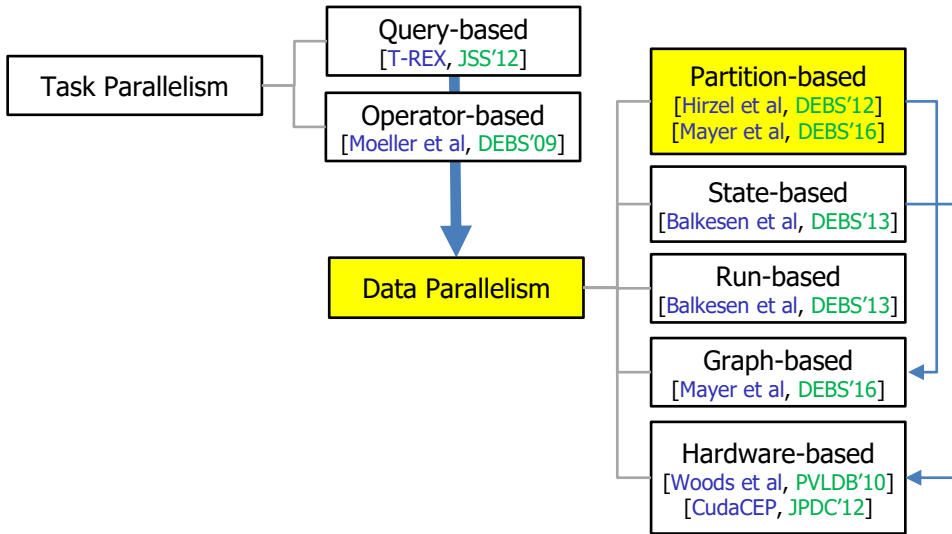 Query-based
[T-REX, JSS'12]
Task Parallelism
Operator-based
[Moeller et al, DEBS'09]
Data Parallelism
Partition-based
[Hirzel et al, DEBS'12]
[Mayer et al, DEBS'16]
State-based
[Balkesen et al, DEBS'13]
Run-based
[Balkesen et al, DEBS'13]
Graph-based
[Mayer et al, DEBS'16]
Hardware-based
[Woods et al, PVLDB'10]
[CudaCEP, JPDC'12]